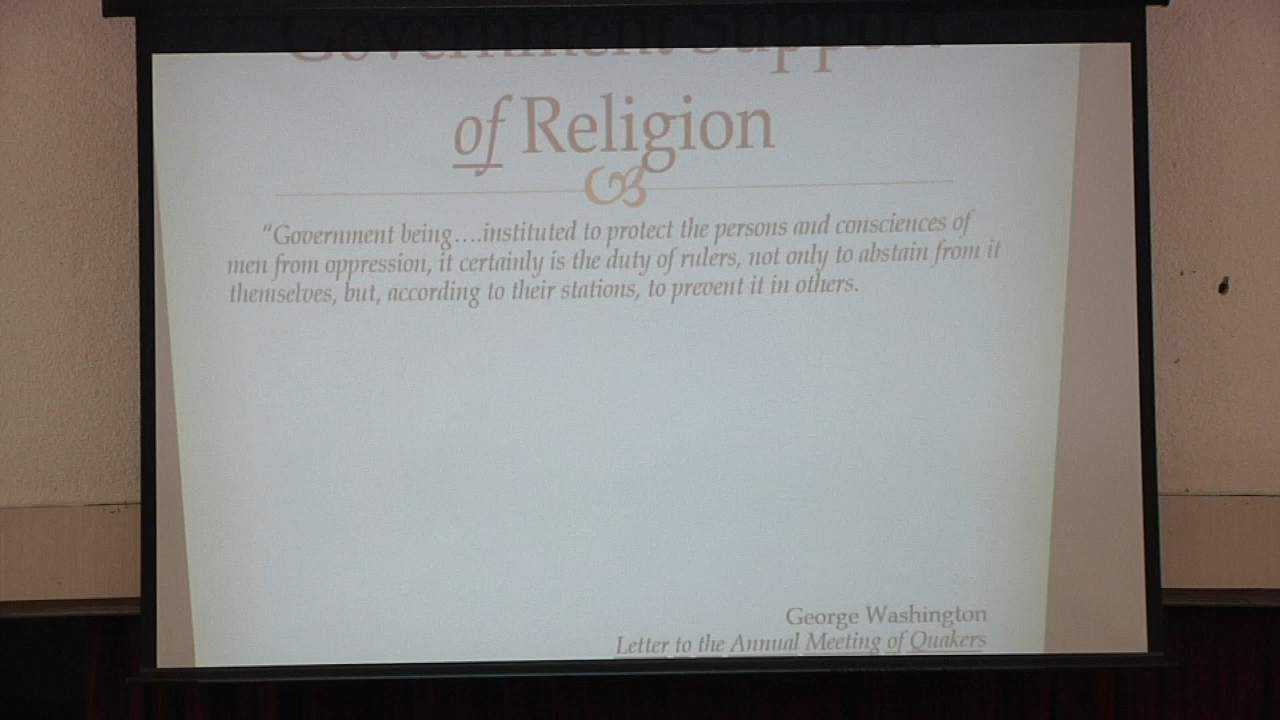 Government Support
of Religion
“Government being....instituted to protect the persons and consciences of
men from oppression, it certainly is the duty of rulers, not only to abstain from it
themselves, but, according to their stations, to prevent it in others.
George Washington
Letter to the Annual Meeting of Quakers